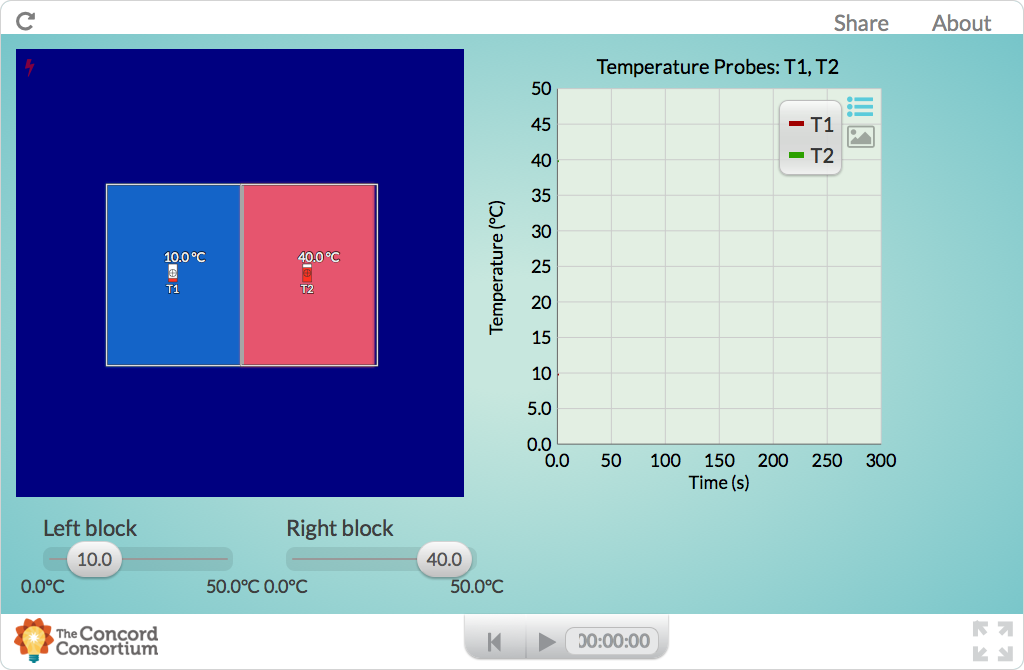 Share About
Temperature Probes: T1, T2
50
45
40
35
30
25
20
15
10
5.0
0.0
Temperature (°C)
T1
T2
0.0 50 100 150 200 250 300
Time (s)
10.0 °C
T1
40.0 °C
T2
Left block
10.0
0.0°C 50.0°C
Right block
40.0
0.0°C 50.0°C
The Concord
Consortium
00:00:00